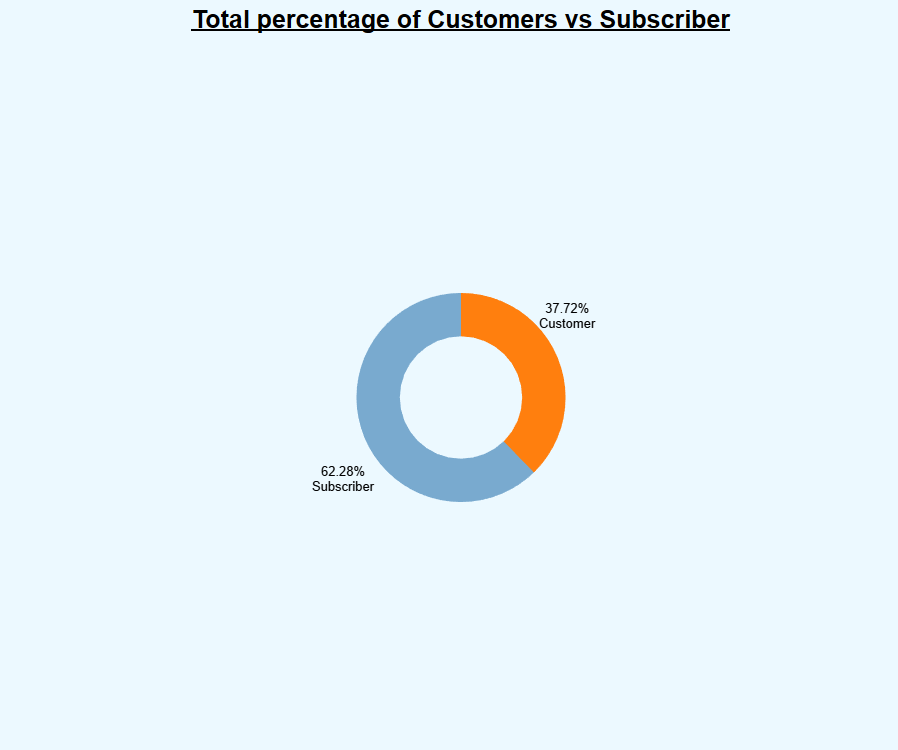 Total percentage of Customers vs Subscriber
37.72%
Customer
62.28%
Subscriber